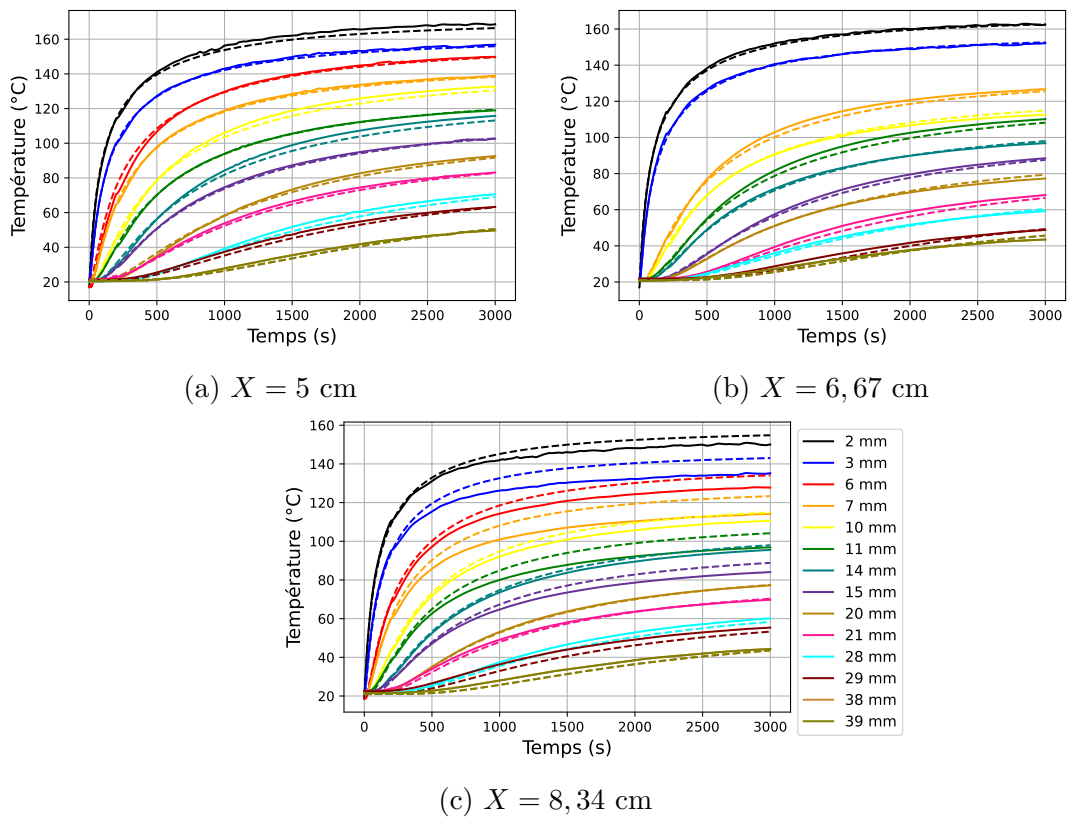 160
140
120
100
80
60
40
20
Température (°C)
0 500 1000 1500 2000 2500 3000
Temps (s)
(a) X = 5 cm
160
140
120
100
80
60
40
20
Température (°C)
0 500 1000 1500 2000 2500 3000
Temps (s)
(b) X = 6,67 cm
160
140
120
100
80
60
40
20
Température (°C)
0 500 1000 1500 2000 2500 3000
Temps (s)
2 mm
3 mm
6 mm
7 mm
10 mm
11 mm
14 mm
15 mm
20 mm
21 mm
28 mm
29 mm
38 mm
39 mm
(c) X = 8,34 cm